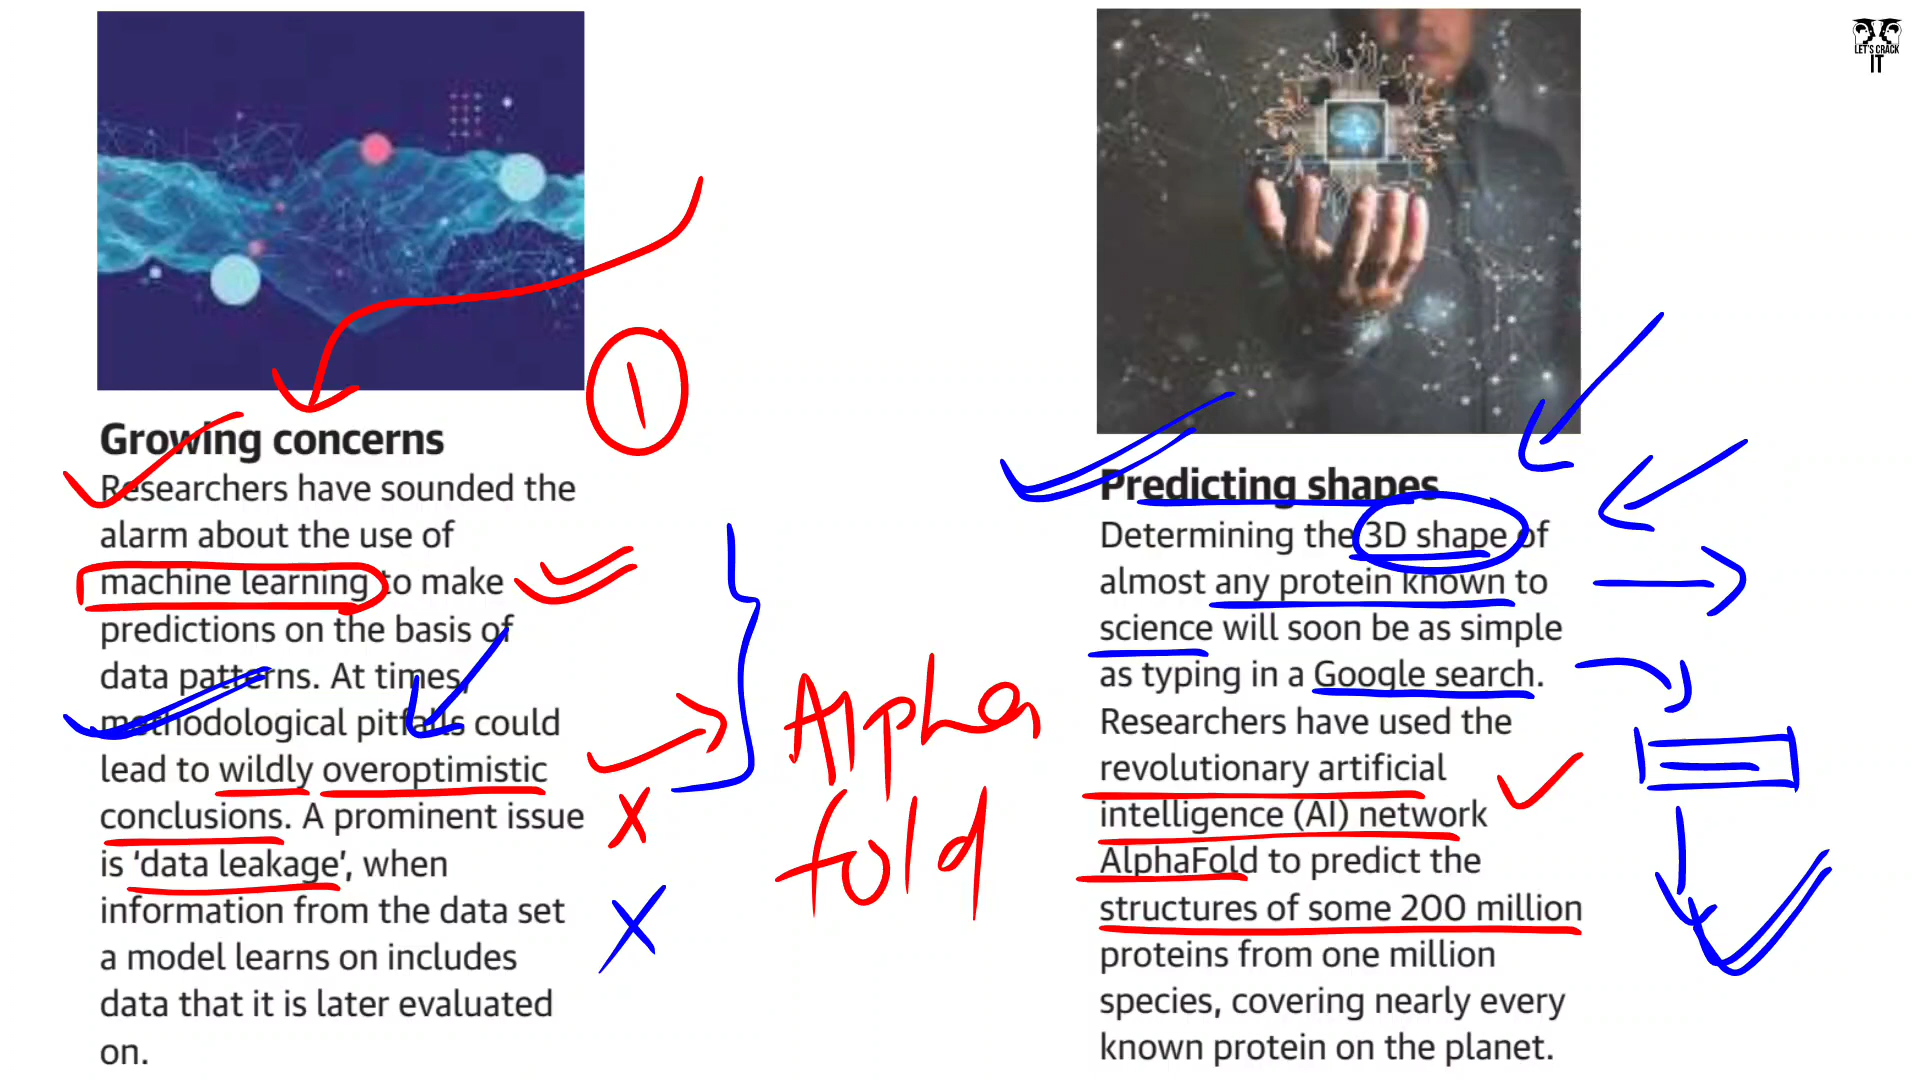 LET'S CRACK
IT
Growing concerns
Researchers have sounded the
alarm about the use of
machine learning to make
predictions on the basis of
data patterns. At times,
methodological pitfalls could
lead to wildly overoptimistic
conclusions. A prominent issue
is ‘data leakage’, when
information from the data set
a model learns on includes
data that it is later evaluated
on.
1
Alpha
fold
Predicting shapes
Determining the 3D shape of
almost any protein known to
science will soon be as simple
as typing in a Google search.
Researchers have used the
revolutionary artificial
intelligence (AI) network
AlphaFold to predict the
structures of some 200 million
proteins from one million
species, covering nearly every
known protein on the planet.